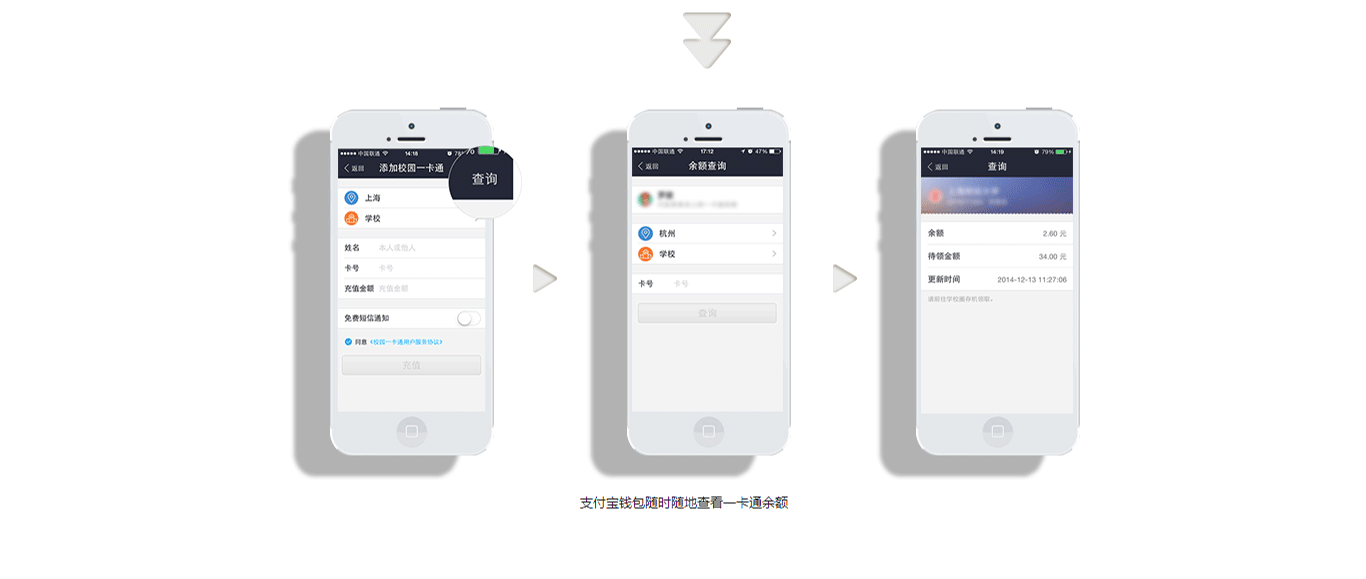 中国联通 14:18 78%
返回 添加校园一卡通 查询
上海
学校
姓名 本人或他人
卡号 卡号
充值金额 充值金额
免费短信通知
同意《校园一卡通用户服务协议》
充值
中国联通 17:12 47%
返回 余额查询
杭州
学校
卡号 卡号
查询
中国联通 14:19 79%
返回 查询
余额 2.60 元
待领金额 34.00 元
更新时间 2014-12-13 11:27:06
请前往学校圈存机领取。
支付宝钱包随时随地查看一卡通余额